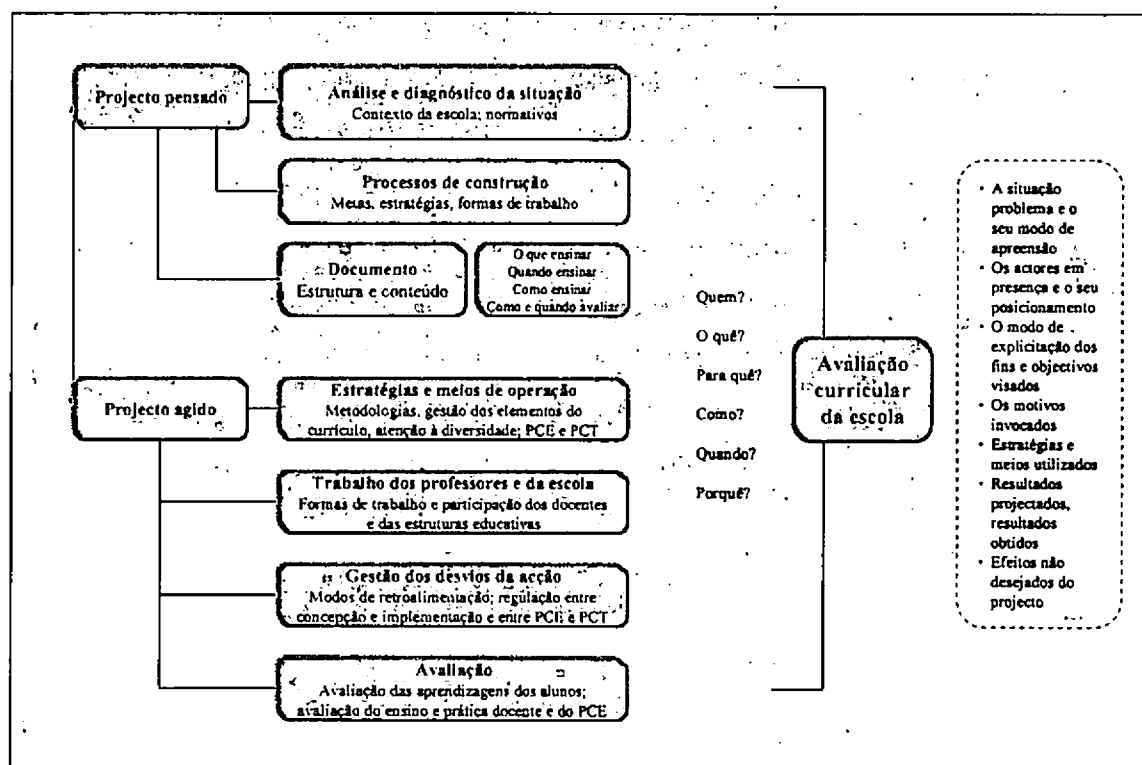 Projecto pensado
Análise e diagnóstico da situação
Contexto da escola; normativos
Processos de construção
Metas, estratégias, formas de trabalho
Documento
Estrutura e conteúdo
O que ensinar
Quando ensinar
Como ensinar
Como e quando avaliar
Projecto agido
Estratégias e meios de operação
Metodologias, gestão dos elementos do
currículo, atenção à diversidade; PCE e PCT
Trabalho dos professores e da escola
Formas de trabalho e participação dos docentes
e das estruturas educativas
Gestão dos desvios da acção
Modos de retroalimentação; regulação entre
concepção e implementação e entre PCE e PCT
Avaliação
Avaliação das aprendizagens dos alunos;
avaliação do ensino e prática docente e do PCE
Quem?
O quê?
Para quê?
Como?
Quando?
Porquê?
Avaliação
curricular
da escola
• A situação
problema e o
seu modo de
apreensão
• Os actores em
presença e o seu
posicionamento
• O modo de
explicitação dos
fins e objectivos
visados
• Os motivos
invocados
• Estratégias e
meios utilizados
• Resultados
projectados,
resultados
obtidos
• Efeitos não
desejados do
projecto